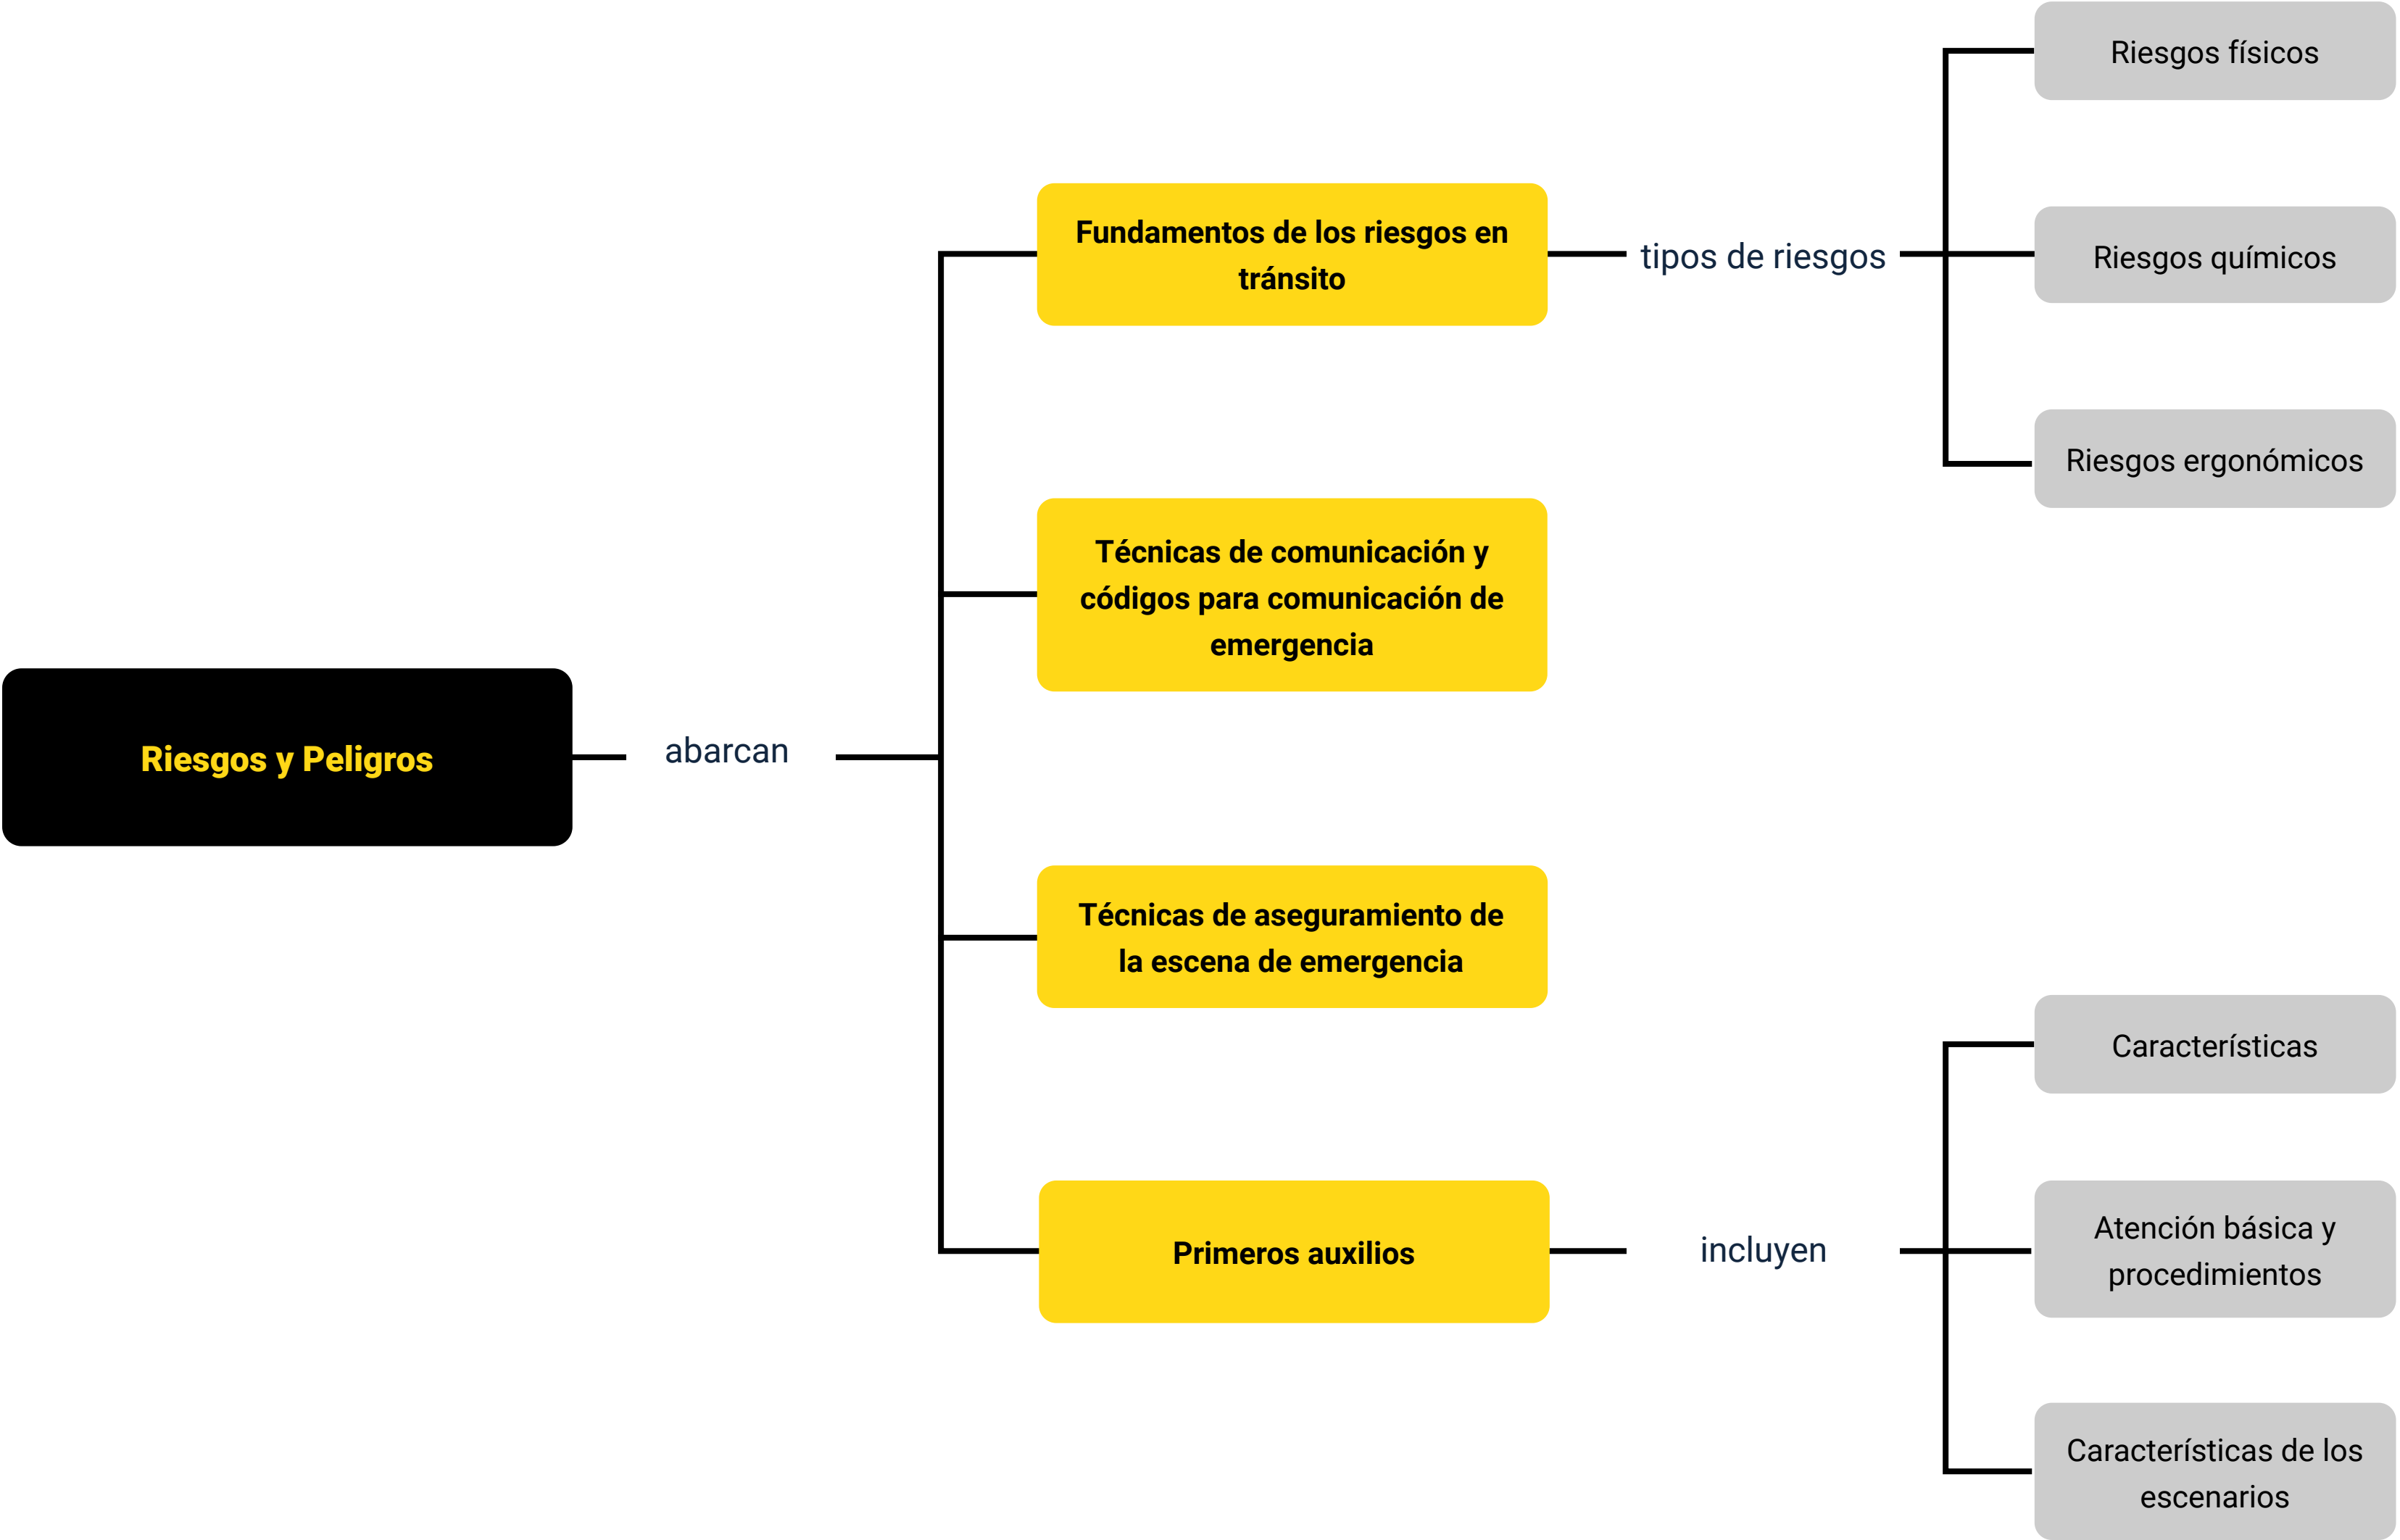 Riesgos y Peligros
abarcan
Fundamentos de los riesgos en
tránsito
tipos de riesgos
Riesgos físicos
Riesgos químicos
Riesgos ergonómicos
Técnicas de comunicación y
códigos para comunicación de
emergencia
Técnicas de aseguramiento de
la escena de emergencia
Primeros auxilios
incluyen
Características
Atención básica y
procedimientos
Características de los
escenarios